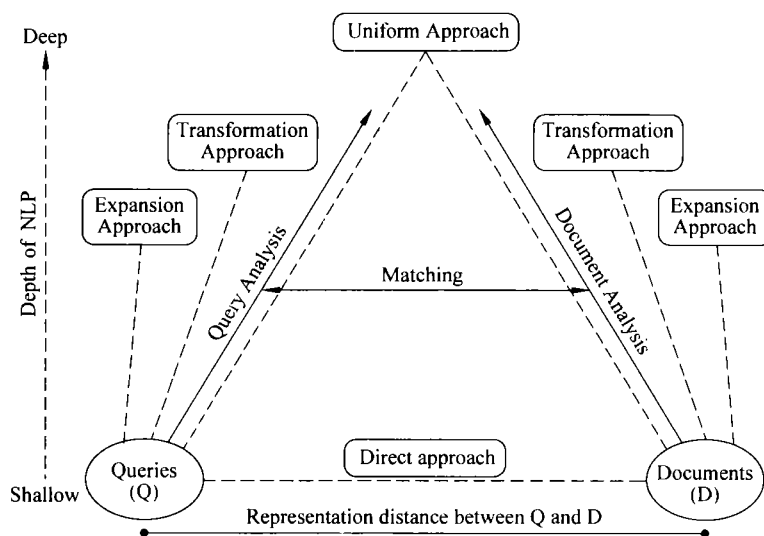 Uniform Approach
Deep
Transformation
Approach
Transformation
Approach
Expansion
Approach
Expansion
Approach
Depth of NLP
Query Analysis
Document Analysis
Matching
Queries
(Q)
Direct approach
Documents
(D)
Shallow
Representation distance between Q and D